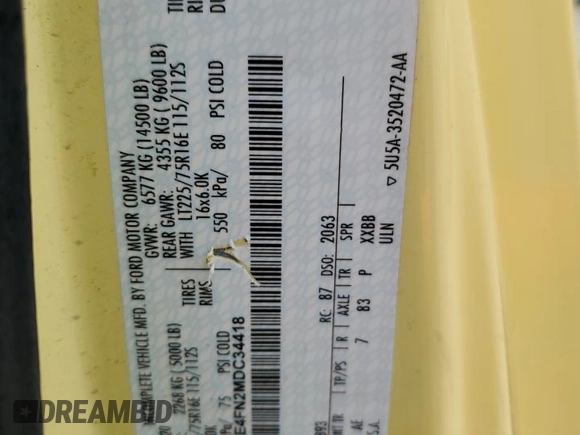 INCOMPLETE VEHICLE MFD. BY FORD MOTOR COMPANY
GVWR: 6577 KG (14500 LB)
REAR GAWR: 4355 KG ( 9600 LB)
2268 KG ( 5000 LB)
WITH LT225/75R16E 115/112S
/75R16E 115/112S
TIRES 16x6.0K
RIMS 550 kPa/ 80 PSI COLD
75 PSI COLD
E4FN2MDC34418
RC: 87 DSO: 2063
TP/PS R AXLE TR SPR
7 83 P XXBB
ULN
5U5A-3520472-AA
AUTOBIDMASTER